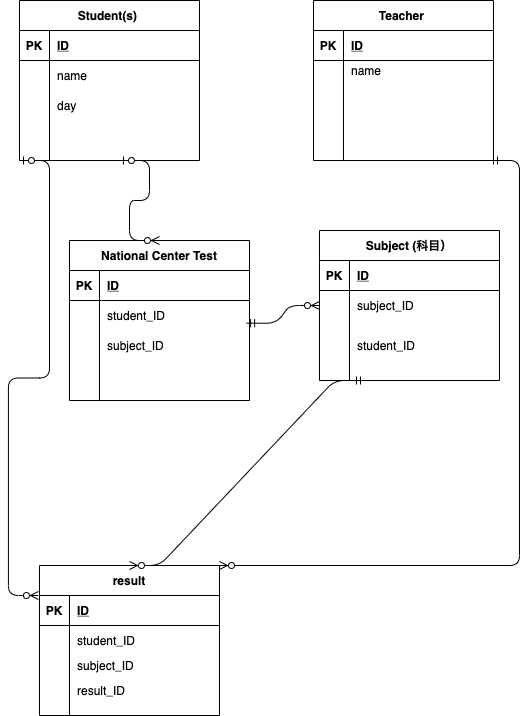 Student(s)
PK ID
name
day
Teacher
PK ID
name
National Center Test
PK ID
student_ID
subject_ID
Subject (科目）
PK ID
subject_ID
student_ID
result
PK ID
student_ID
subject_ID
result_ID